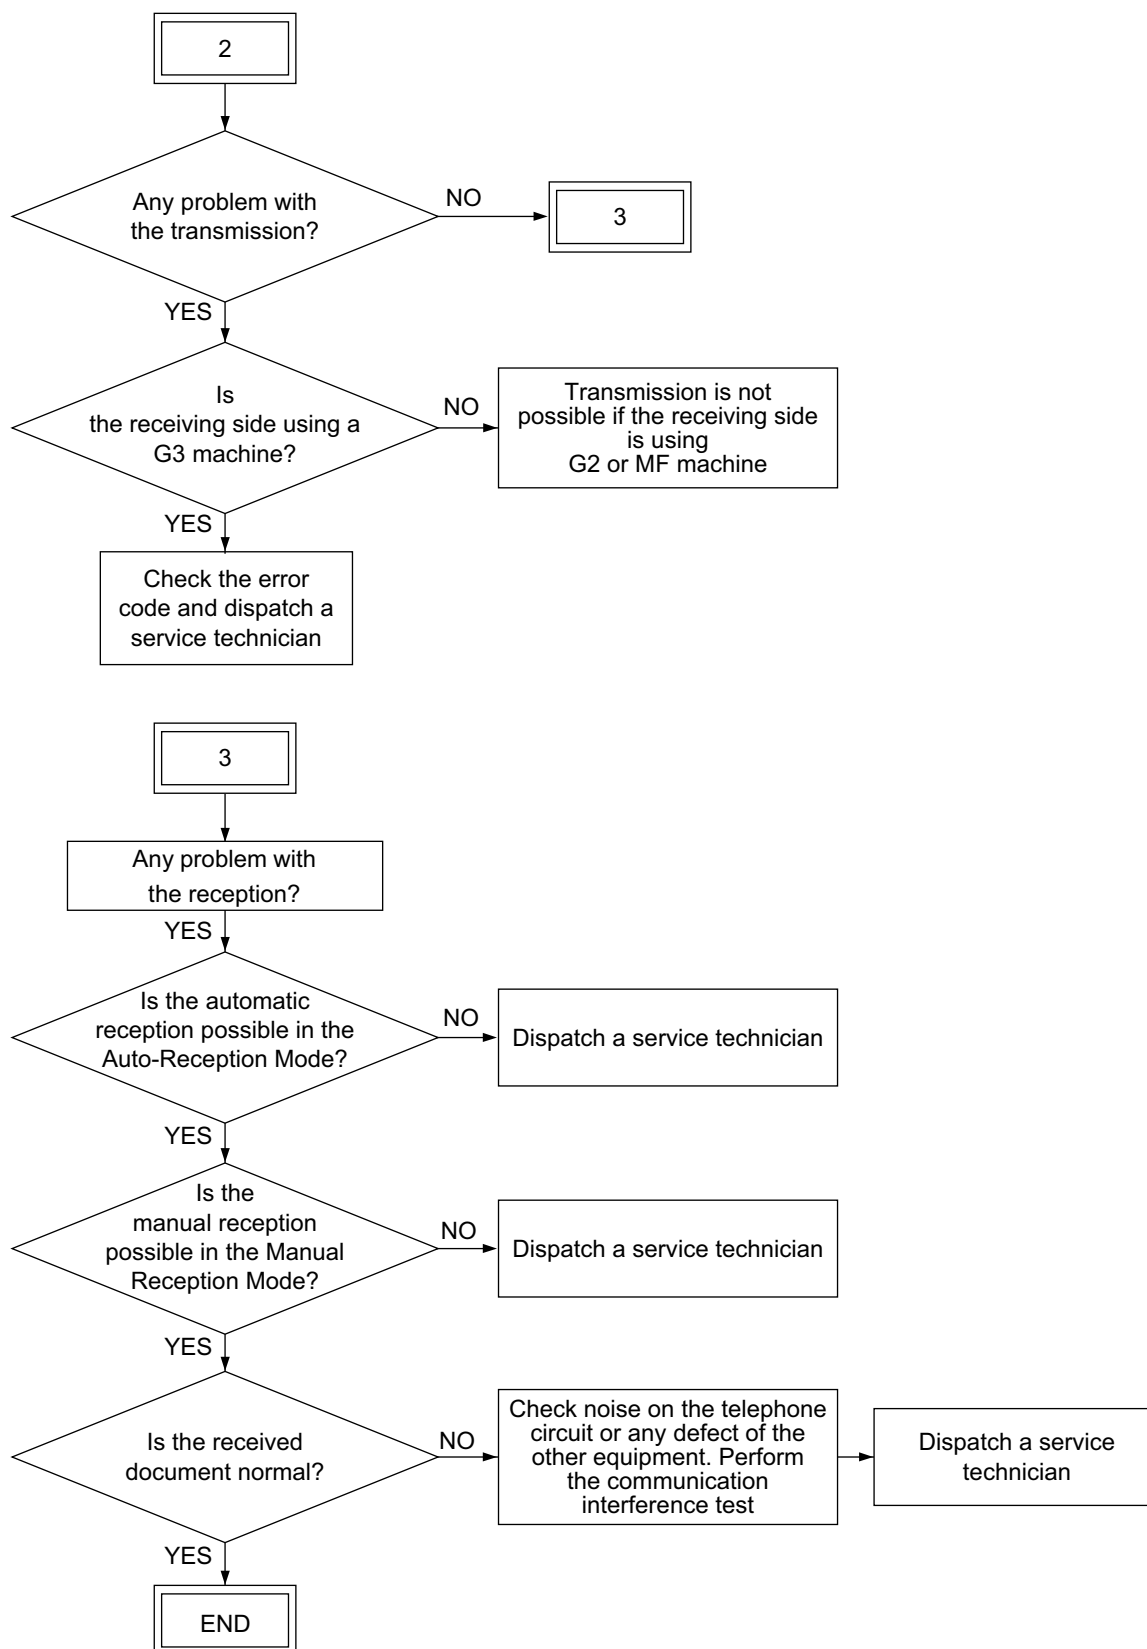 2
Any problem with
the transmission?
NO
3
YES
Is
the receiving side using a
G3 machine?
NO
Transmission is not
possible if the receiving side
is using
G2 or MF machine
YES
Check the error
code and dispatch a
service technician
3
Any problem with
the reception?
YES
Is the automatic
reception possible in the
Auto-Reception Mode?
NO
Dispatch a service technician
YES
Is the
manual reception
possible in the Manual
Reception Mode?
NO
Dispatch a service technician
YES
Is the received
document normal?
NO
Check noise on the telephone
circuit or any defect of the
other equipment. Perform
the communication
interference test
Dispatch a service
technician
YES
END